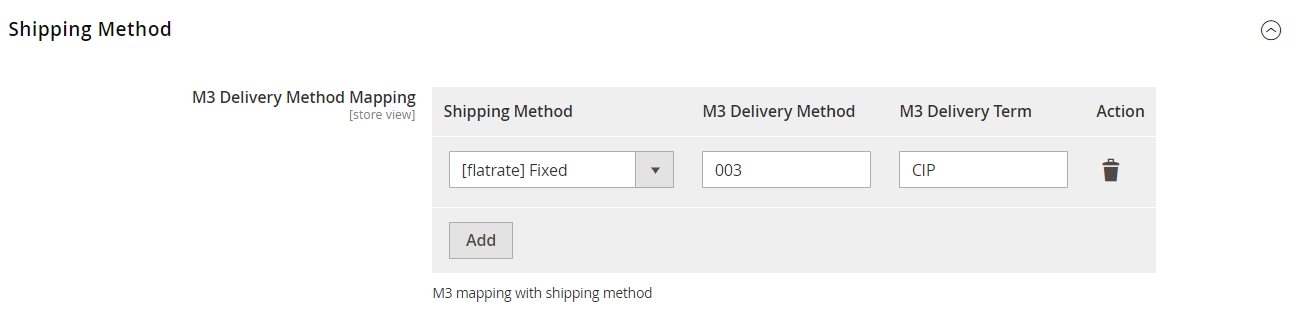 Shipping Method
M3 Delivery Method Mapping
[store view]
Shipping Method M3 Delivery Method M3 Delivery Term Action
[flatrate] Fixed 003 CIP
Add
M3 mapping with shipping method